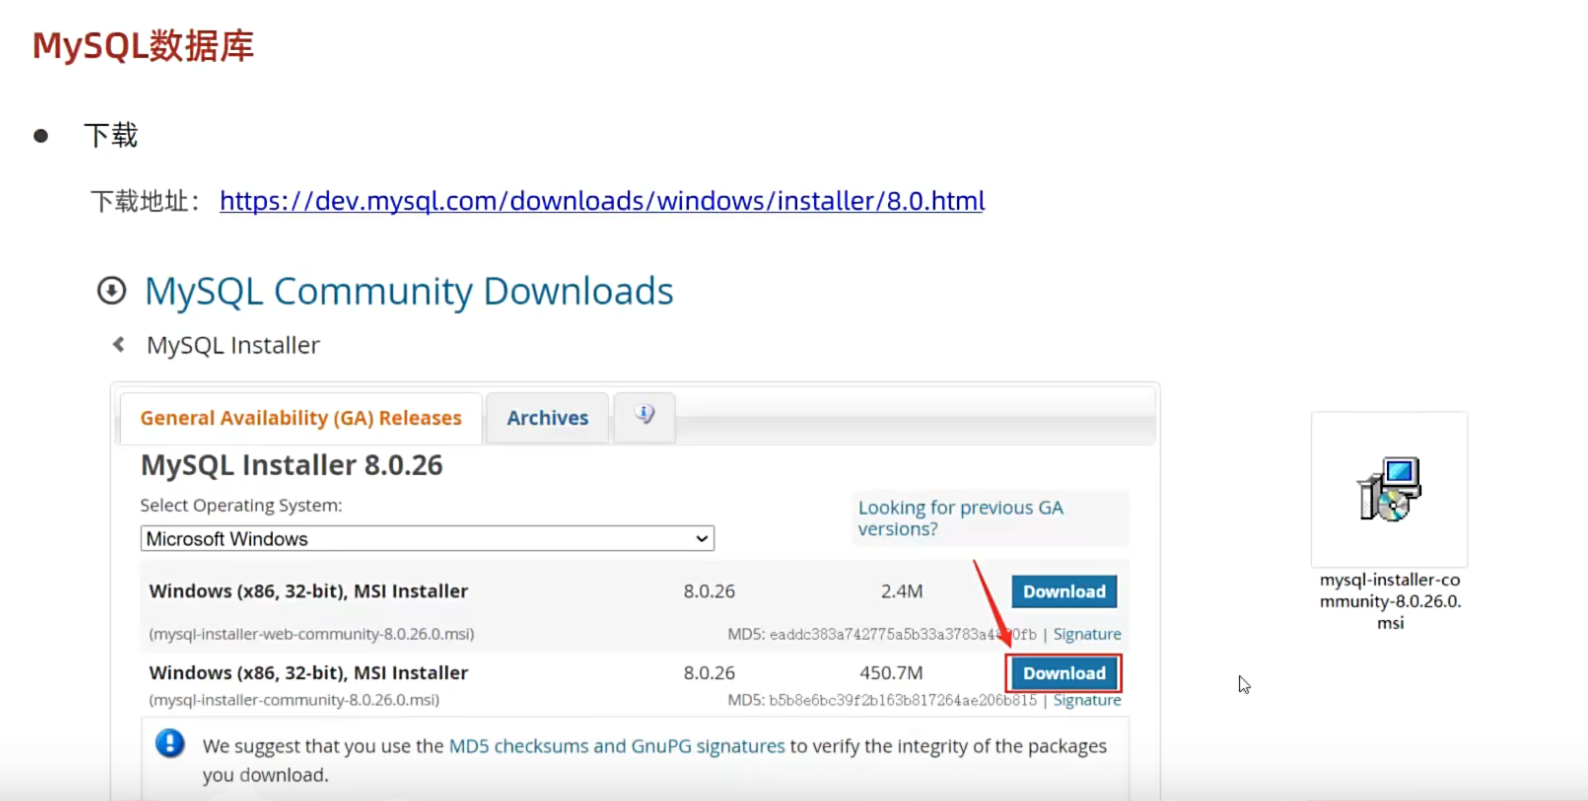 MySQL数据库
● 下载
下载地址： https://dev.mysql.com/downloads/windows/installer/8.0.html
MySQL Community Downloads
MySQL Installer
General Availability (GA) Releases
Archives
MySQL Installer 8.0.26
Select Operating System:
Microsoft Windows
Looking for previous GA
versions?
Windows (x86, 32-bit), MSI Installer 8.0.26 2.4M Download
(mysql-installer-web-community-8.0.26.0.msi) MD5: | Signature
Windows (x86, 32-bit), MSI Installer 8.0.26 450.7M Download
(mysql-installer-community-8.0.26.0.msi) MD5: b5b8e6bc39f2b163b817264ae206b815 | Signature
We suggest that you use the MD5 checksums and GnuPG signatures to verify the integrity of the packages
you download.
mysql-installer-co
mmunity-8.0.26.0.
msi